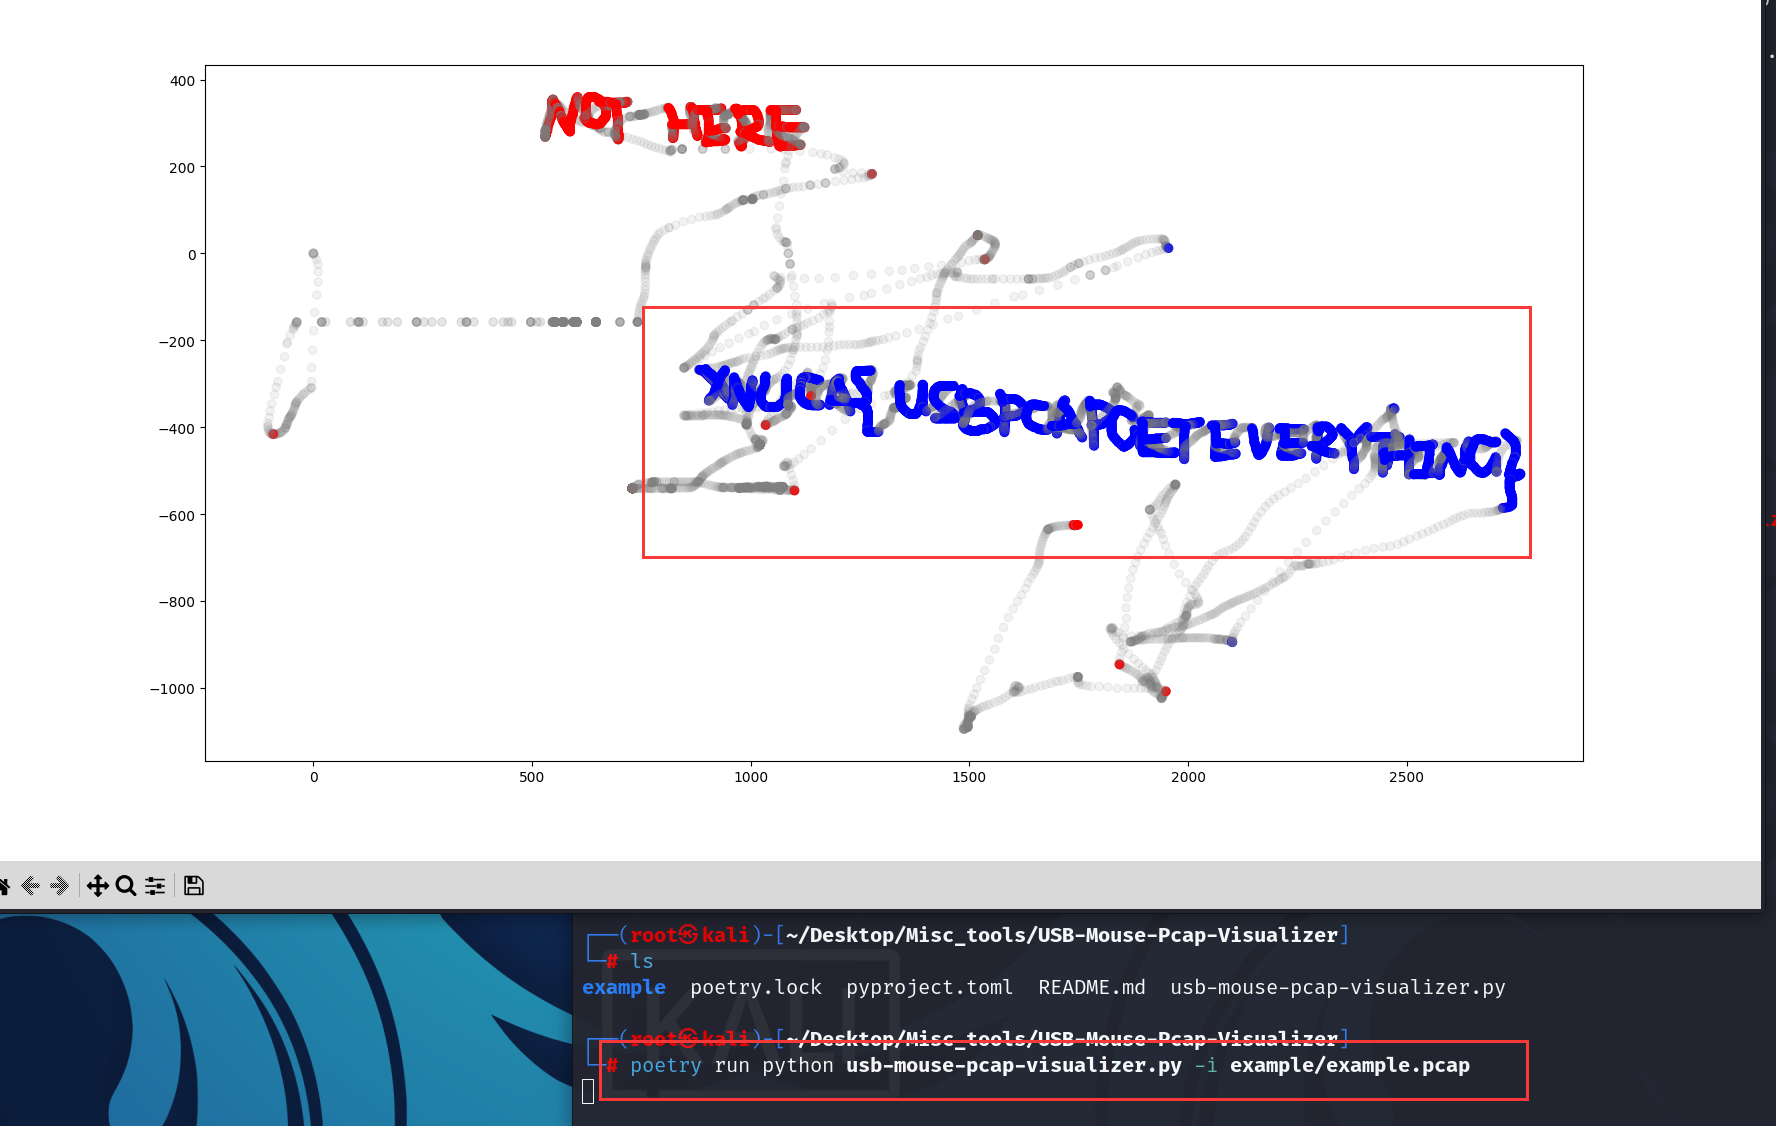 400
NOT HERE
200
0
−200
XNUCA{USBPCAPGETEVERYTHING}
−400
−600
−800
−1000
0 500 1000 1500 2000 2500
┌──(root㉿kali)-[~/Desktop/Misc_tools/USB-Mouse-Pcap-Visualizer]
└─# ls
example poetry.lock pyproject.toml README.md usb-mouse-pcap-visualizer.py
┌──(root㉿kali)-[~/Desktop/Misc_tools/USB-Mouse-Pcap-Visualizer]
└─# poetry run python usb-mouse-pcap-visualizer.py -i example/example.pcap